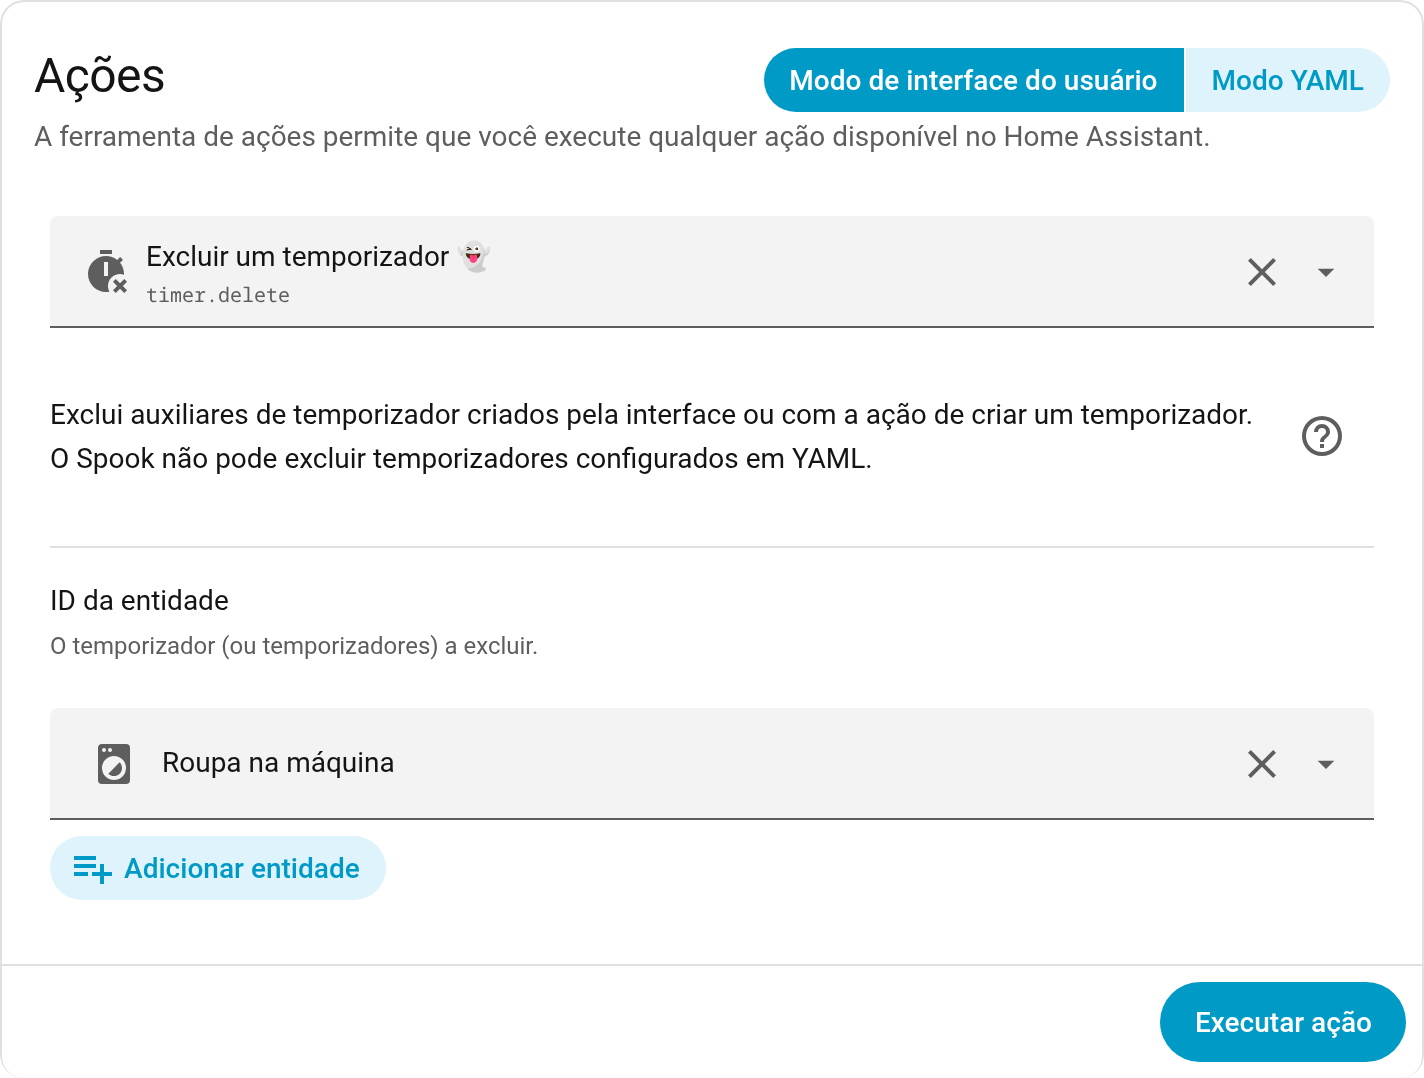 Ações
Modo de interface do usuário
Modo YAML
A ferramenta de ações permite que você execute qualquer ação disponível no Home Assistant.
Excluir um temporizador 👻
timer.delete
Exclui auxiliares de temporizador criados pela interface ou com a ação de criar um temporizador.
O Spook não pode excluir temporizadores configurados em YAML.
ID da entidade
O temporizador (ou temporizadores) a excluir.
Roupa na máquina
Adicionar entidade
Executar ação